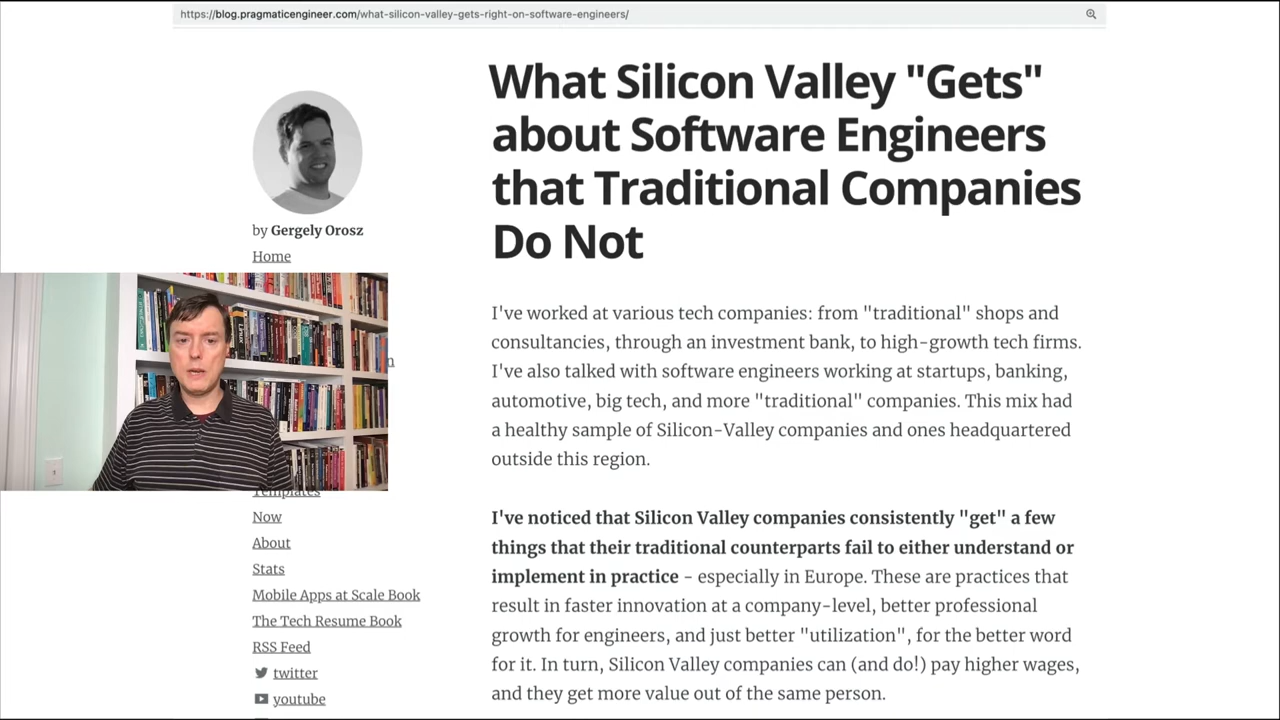 https://blog.pragmaticengineer.com/what-silicon-valley-gets-right-on-software-engineers/
What Silicon Valley "Gets"
about Software Engineers
that Traditional Companies
Do Not
by Gergely Orosz
Home
Templates
Now
About
Stats
Mobile Apps at Scale Book
The Tech Resume Book
RSS Feed
twitter
youtube
I've worked at various tech companies: from "traditional" shops and
consultancies, through an investment bank, to high-growth tech firms.
I've also talked with software engineers working at startups, banking,
automotive, big tech, and more "traditional" companies. This mix had
a healthy sample of Silicon-Valley companies and ones headquartered
outside this region.
I've noticed that Silicon Valley companies consistently "get" a few
things that their traditional counterparts fail to either understand or
implement in practice - especially in Europe. These are practices that
result in faster innovation at a company-level, better professional
growth for engineers, and just better "utilization", for the better word
for it. In turn, Silicon Valley companies can (and do!) pay higher wages,
and they get more value out of the same person.